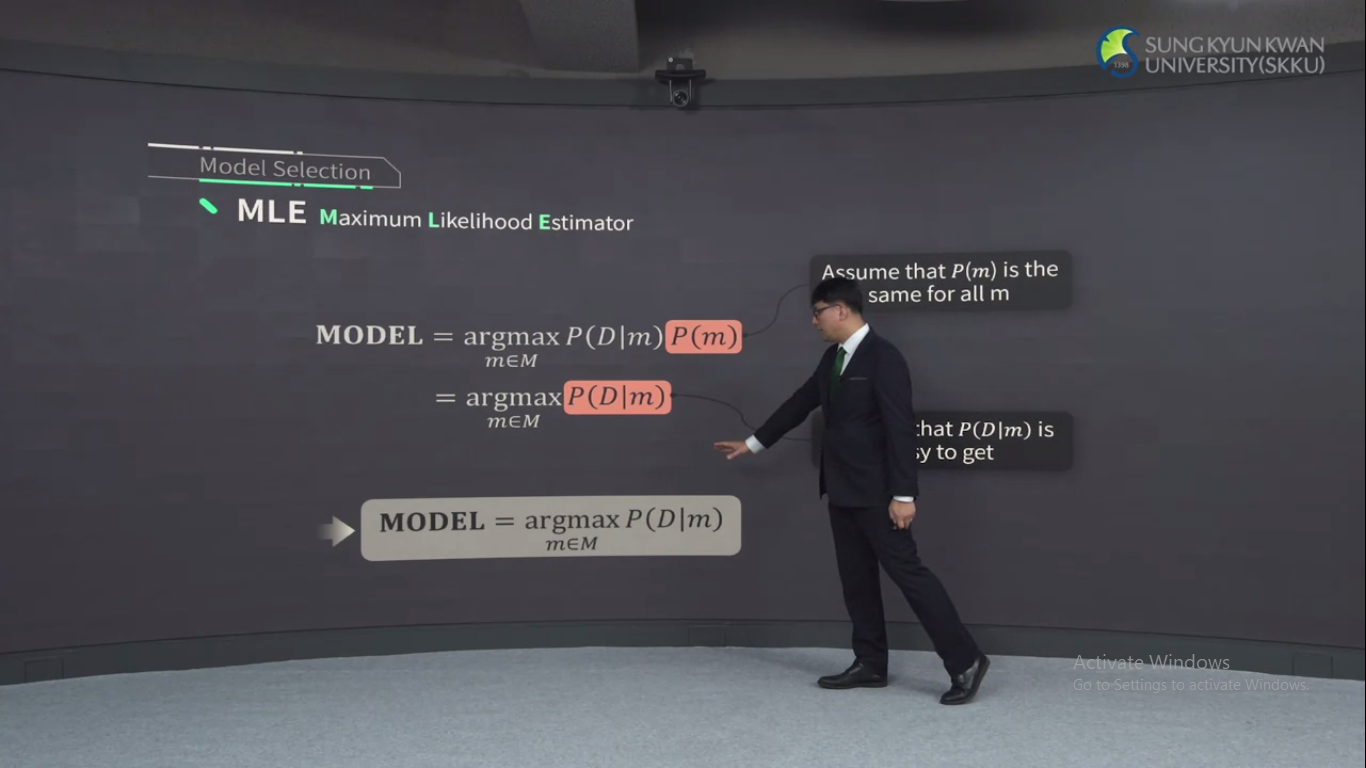 SUNG KYUN KWAN
UNIVERSITY(SKKU)
1398
Model Selection
MLE Maximum Likelihood Estimator
Assume that P(m) is the
same for all m
MODEL = argmax P(D|m) P(m)
m∈M
= argmax P(D|m)
m∈M
that P(D|m) is
to get
MODEL = argmax P(D|m)
m∈M
Activate Windows
Go to Settings to activate Windows.